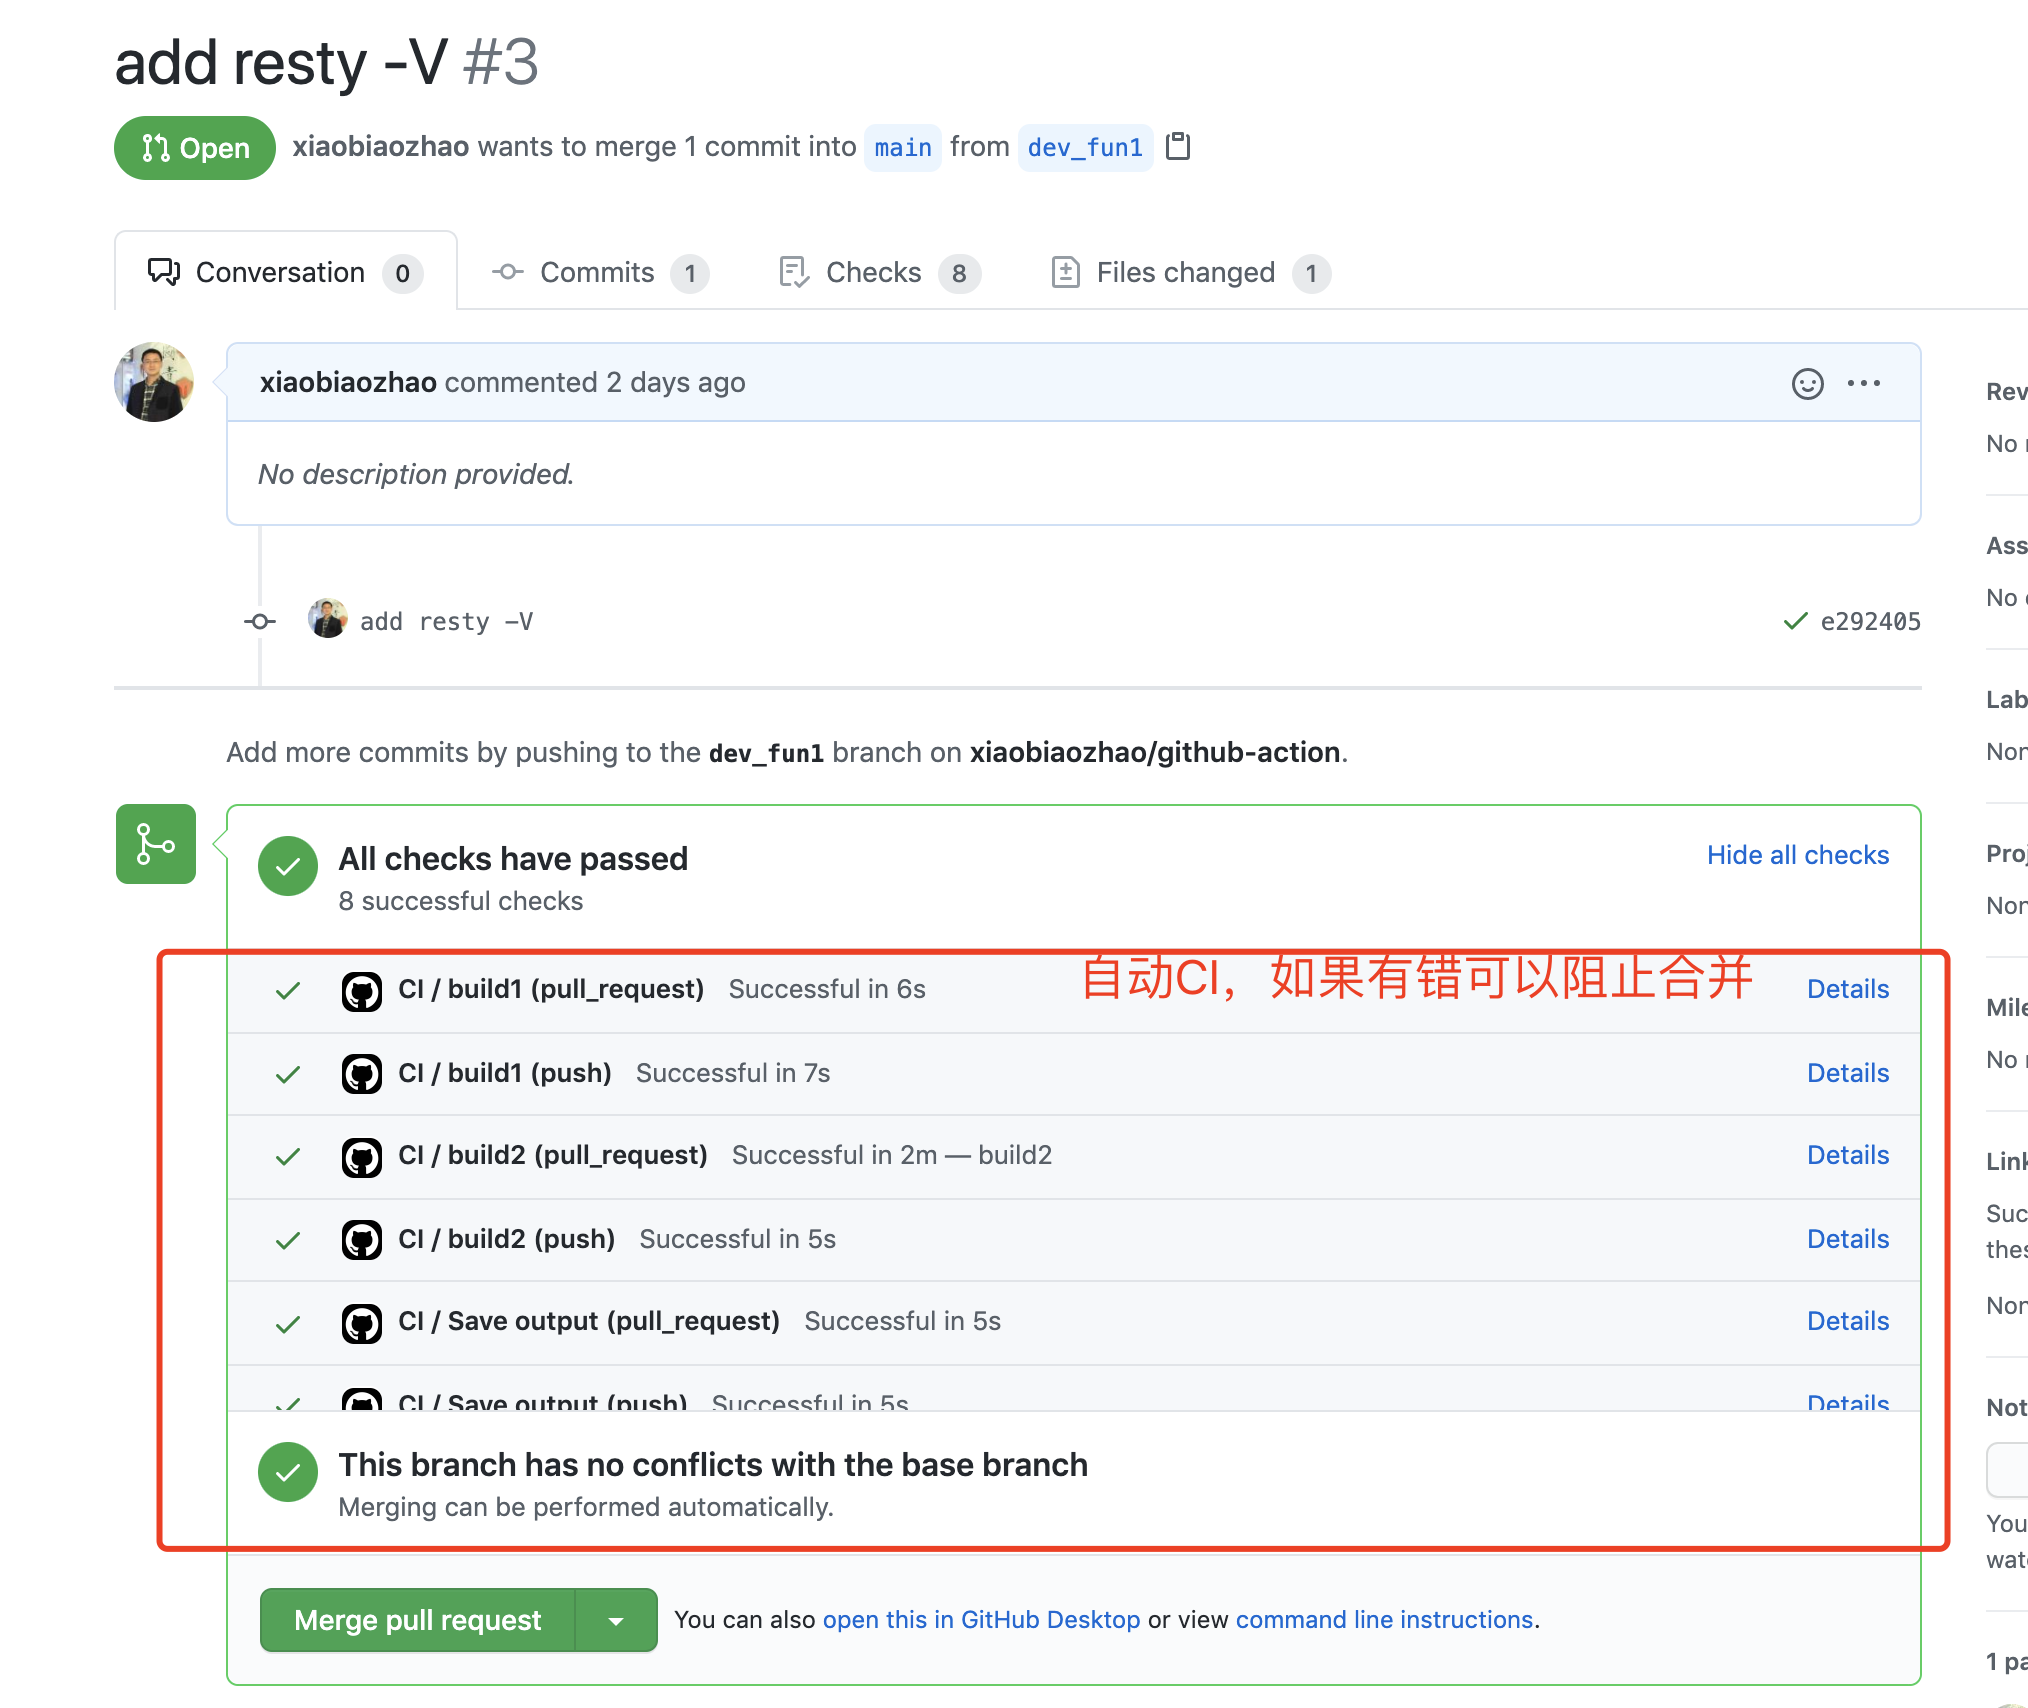 add resty -V #3
Open xiaobiaozhao wants to merge 1 commit into main from dev_fun1
Conversation 0 Commits 1 Checks 8 Files changed 1
xiaobiaozhao commented 2 days ago
No description provided.
add resty -V e292405
Add more commits by pushing to the dev_fun1 branch on xiaobiaozhao/github-action.
All checks have passed Hide all checks
8 successful checks
自动CI，如果有错可以阻止合并
CI / build1 (pull_request) Successful in 6s Details
CI / build1 (push) Successful in 7s Details
CI / build2 (pull_request) Successful in 2m — build2 Details
CI / build2 (push) Successful in 5s Details
CI / Save output (pull_request) Successful in 5s Details
CI / Save output (push) Successful in 5s Details
This branch has no conflicts with the base branch
Merging can be performed automatically.
Merge pull request You can also open this in GitHub Desktop or view command line instructions.
Rev
No
Ass
No
Lab
Non
Proj
Non
Mile
No
Link
Suc
thes
Non
Not
You
wat
1 pa